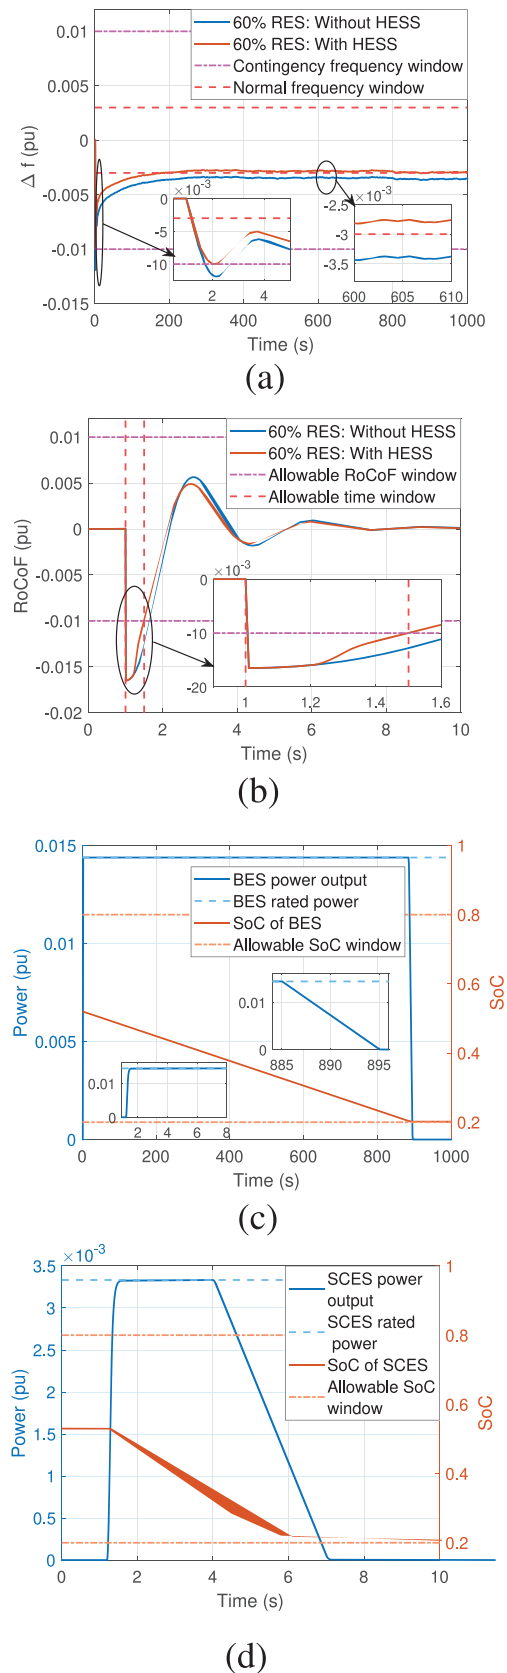 0.01
0.005
0
-0.005
-0.01
-0.015
Δ f (pu)
60% RES: Without HESS
60% RES: With HESS
Contingency frequency window
Normal frequency window
×10⁻³
0
-5
-10
2 4
×10⁻³
-2.5
-3
-3.5
600 605 610
0 200 400 600 800 1000
Time (s)
(a)
0.01
0.005
0
-0.005
-0.01
-0.015
-0.02
RoCoF (pu)
60% RES: Without HESS
60% RES: With HESS
Allowable RoCoF window
Allowable time window
×10⁻³
0
-10
-20
1 1.2 1.4 1.6
0 2 4 6 8 10
Time (s)
(b)
0.015
0.01
0.005
0
Power (pu)
BES power output
BES rated power
SoC of BES
Allowable SoC window
0.01
0
885 890 895
0.01
0
2 4 6 8
1
0.8
0.6
0.4
0.2
SoC
0 200 400 600 800 1000
Time (s)
(c)
×10⁻³
3.5
3
2.5
2
1.5
1
0.5
0
Power (pu)
SCES power
output
SCES rated
power
SoC of SCES
Allowable SoC
window
1
0.8
0.6
0.4
0.2
SoC
0 2 4 6 8 10
Time (s)
(d)